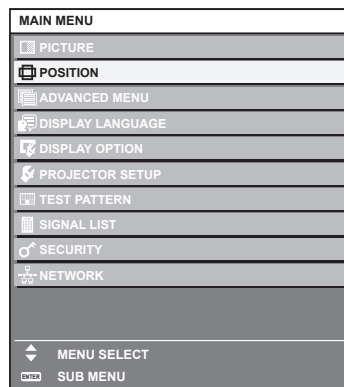 MAIN MENU
PICTURE
POSITION
ADVANCED MENU
DISPLAY LANGUAGE
DISPLAY OPTION
PROJECTOR SETUP
TEST PATTERN
SIGNAL LIST
SECURITY
NETWORK
MENU SELECT
ENTER SUB MENU